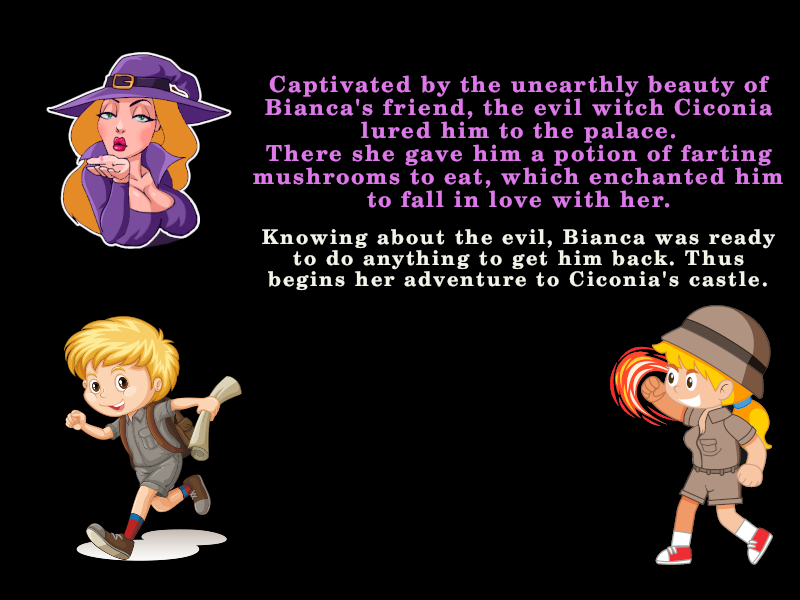 Captivated by the unearthly beauty of
Bianca's friend, the evil witch Ciconia
lured him to the palace.
There she gave him a potion of farting
mushrooms to eat, which enchanted him
to fall in love with her.
Knowing about the evil, Bianca was ready
to do anything to get him back. Thus
begins her adventure to Ciconia's castle.